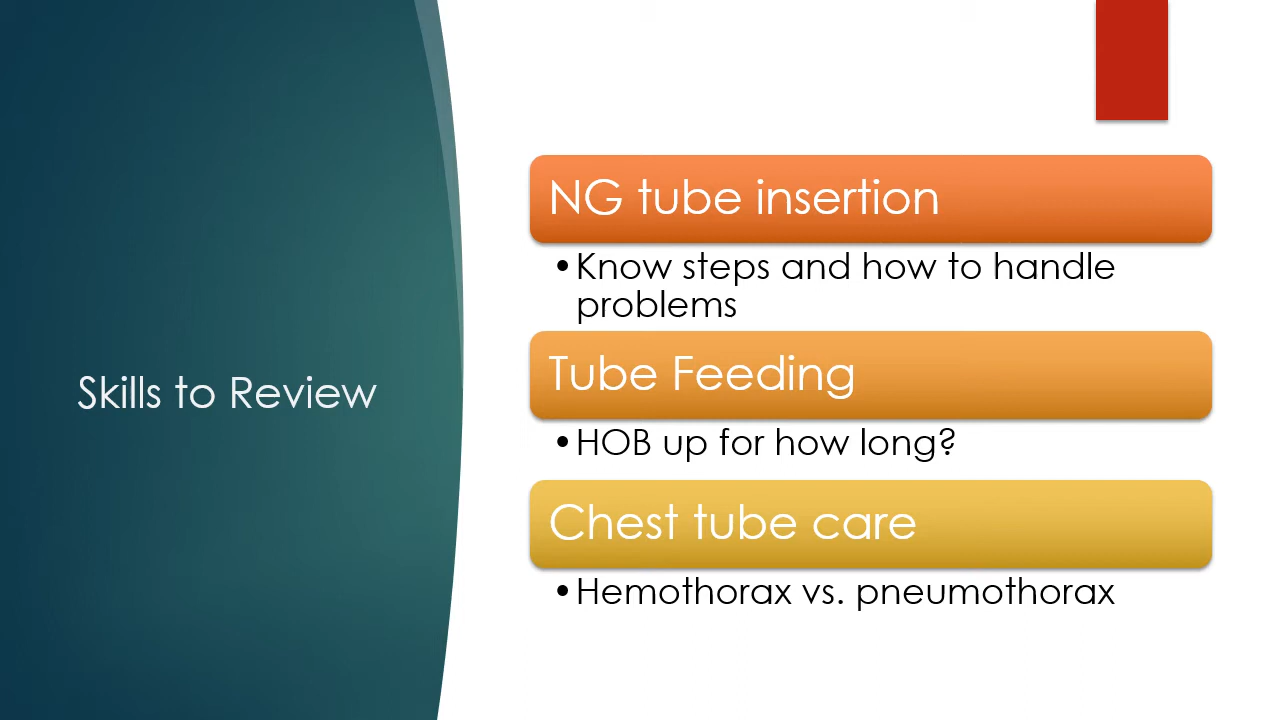 Skills to Review
NG tube insertion
•Know steps and how to handle
problems
Tube Feeding
•HOB up for how long?
Chest tube care
•Hemothorax vs. pneumothorax